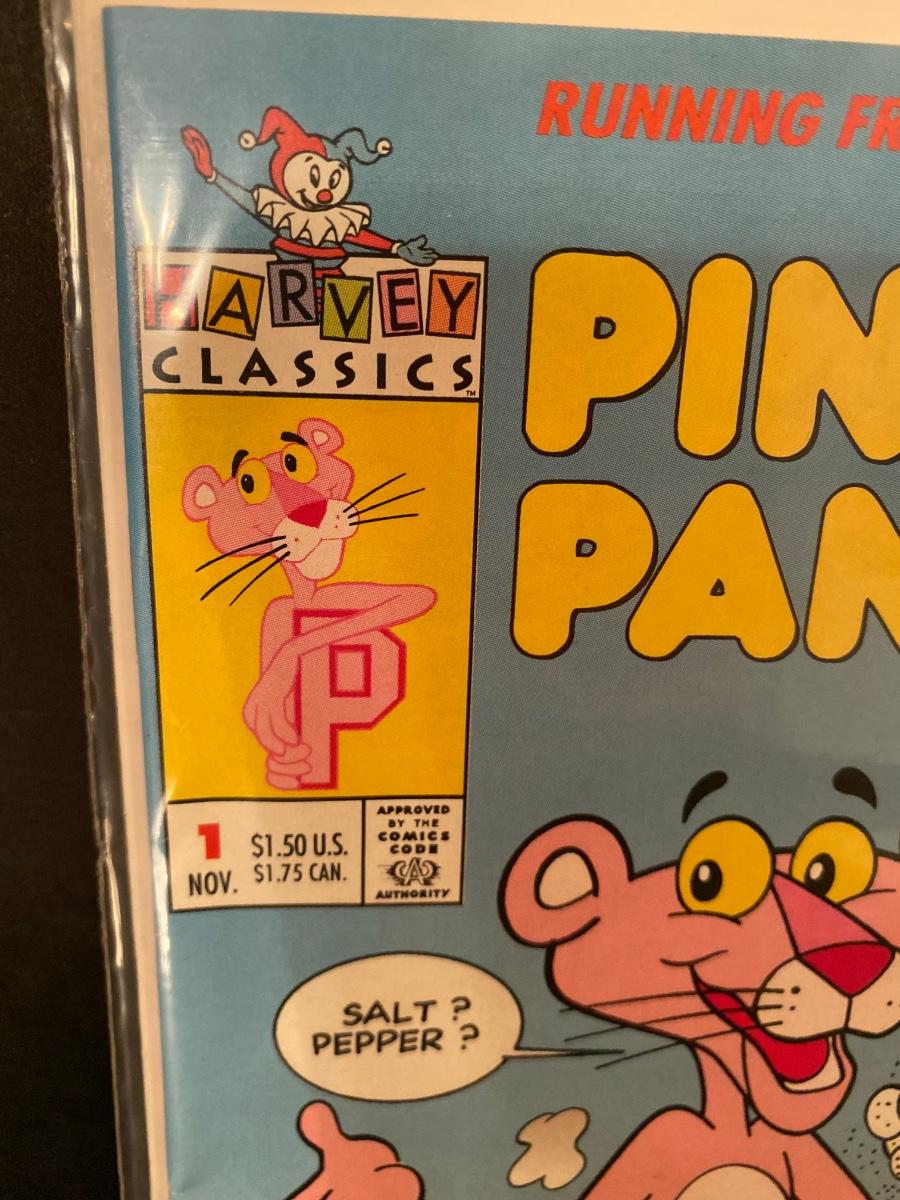 RUNNING FR
HARVEY
CLASSICS™
PIN
PAN
P
1
NOV.
$1.50 U.S.
$1.75 CAN.
APPROVED
BY THE
COMICS
CODE
CA
AUTHORITY
SALT ?
PEPPER ?